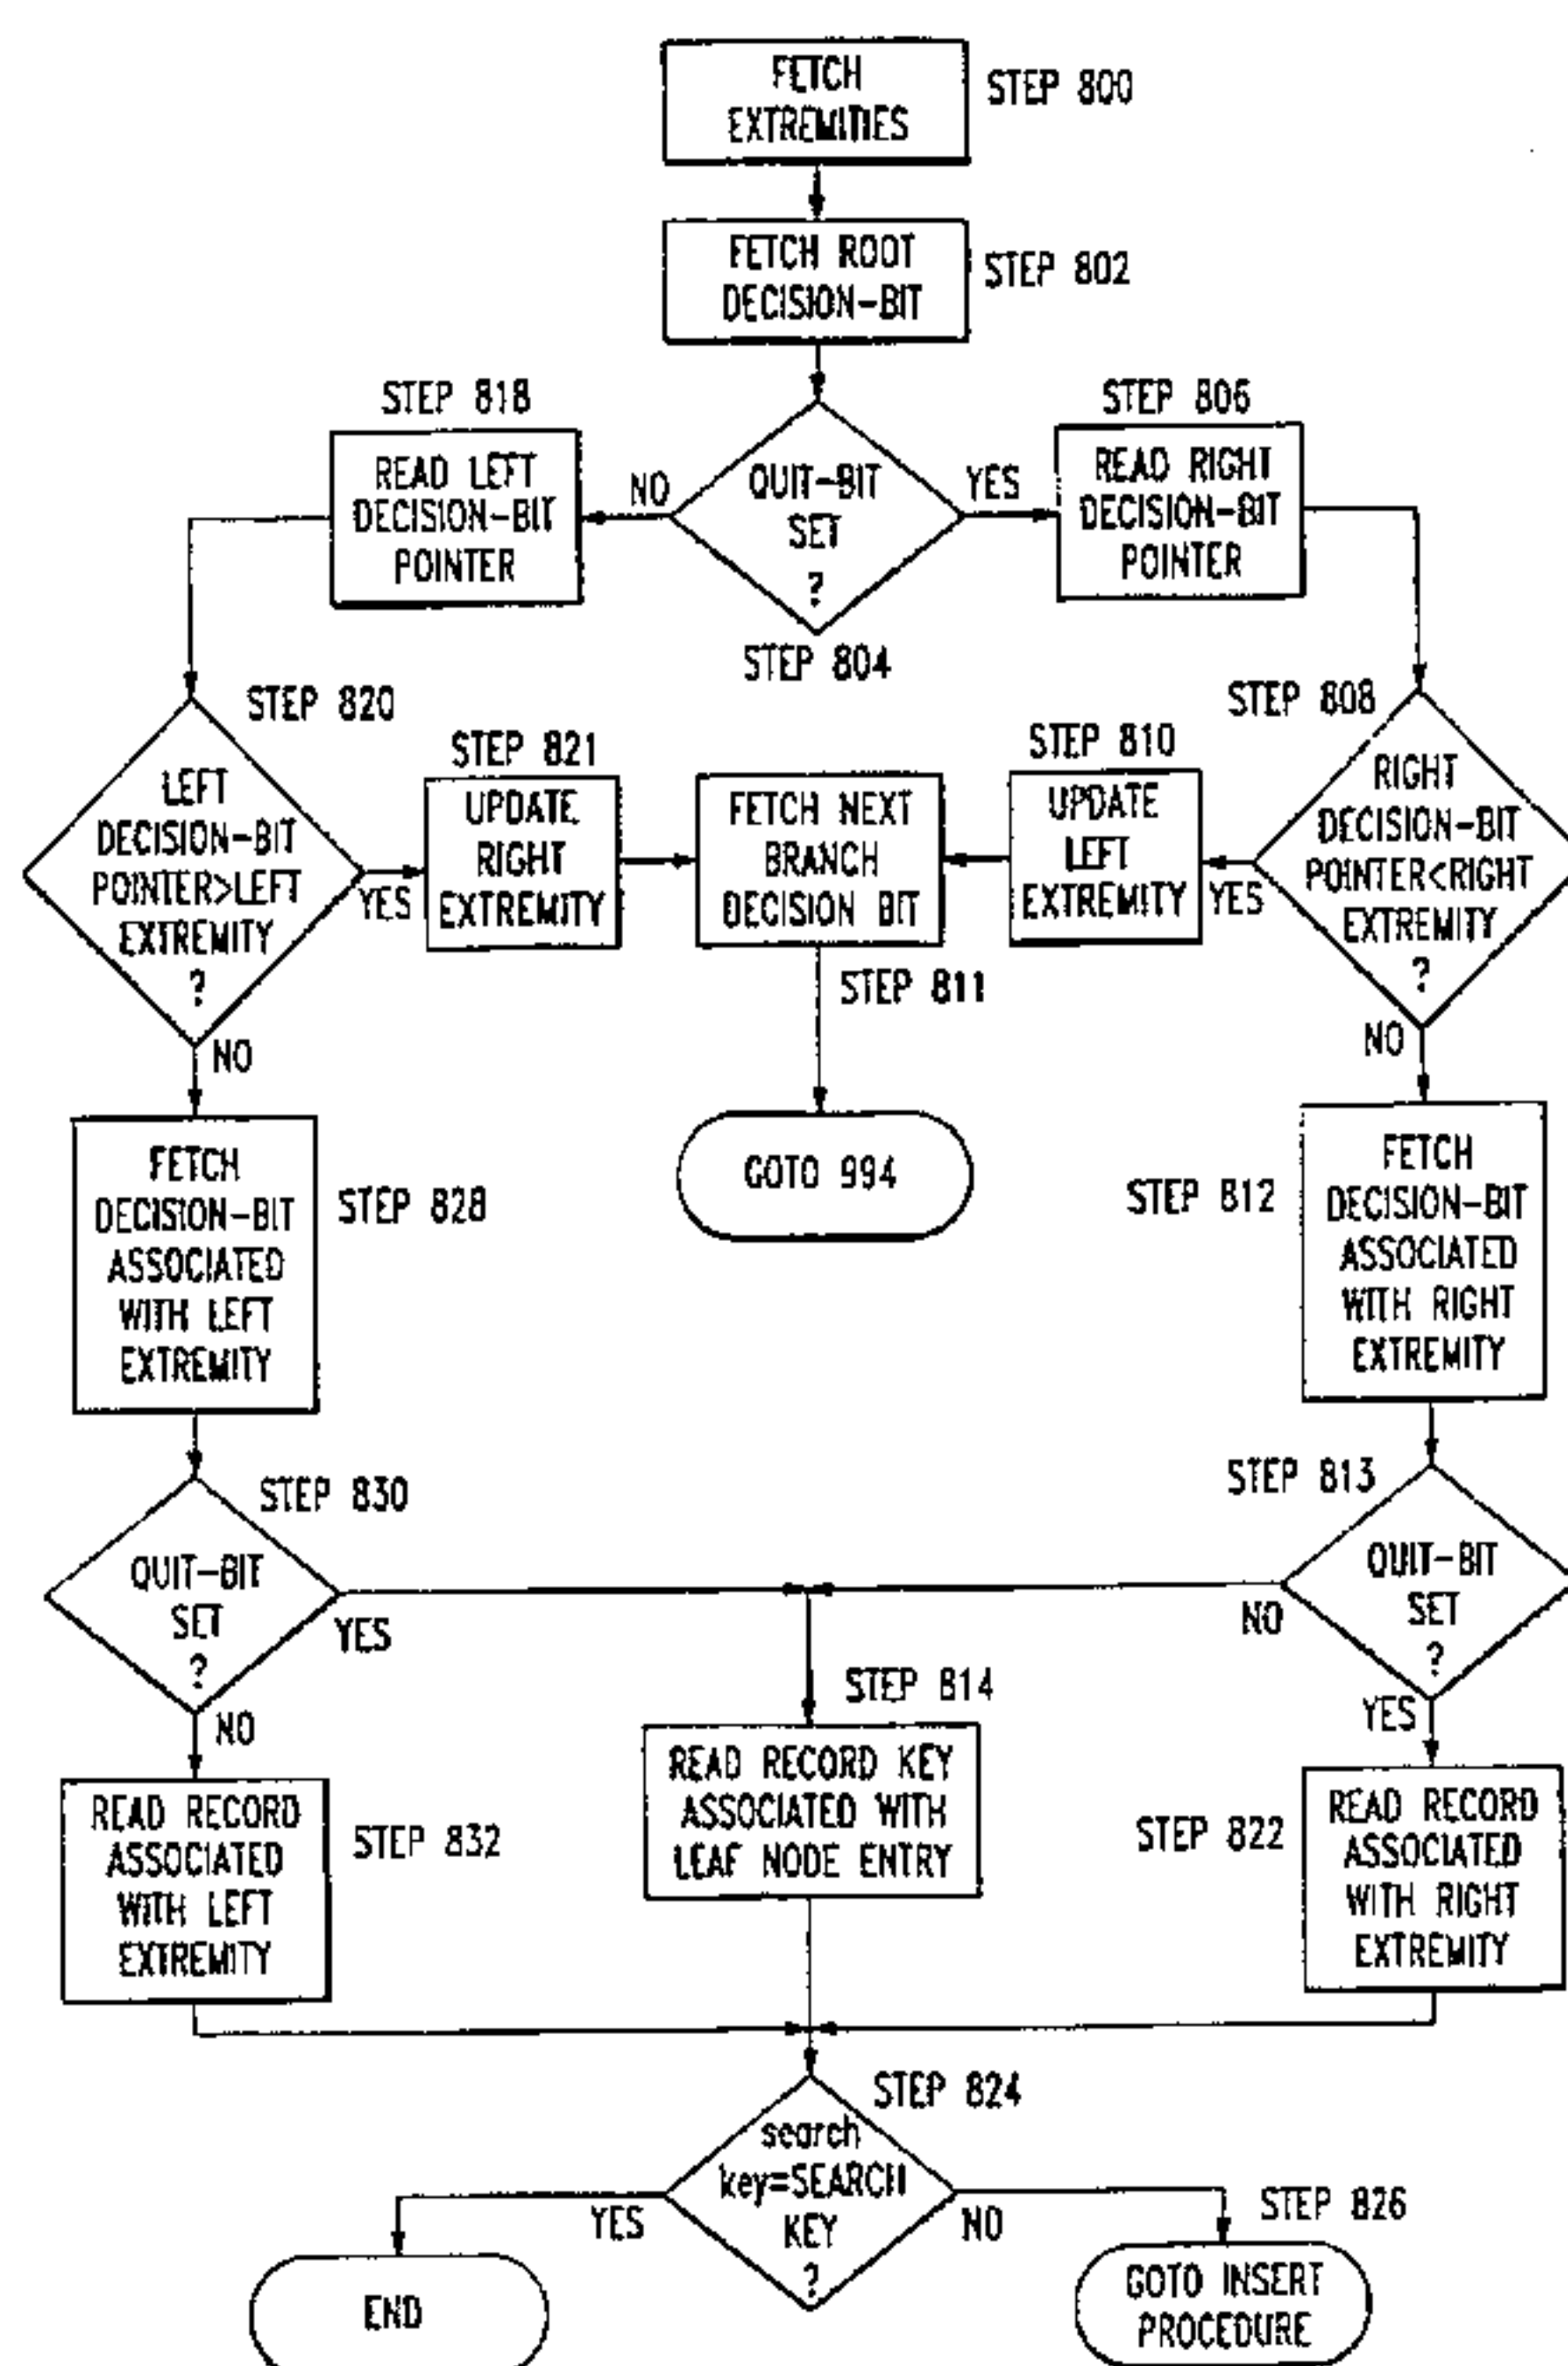 FETCH
EXTREMITIES
STEP 800
FETCH ROOT
DECISION-BIT
STEP 802
STEP 818
READ LEFT
DECISION-BIT
POINTER
NO
QUIT-BIT
SET
?
YES
STEP 804
STEP 806
READ RIGHT
DECISION-BIT
POINTER
STEP 820
LEFT
DECISION-BIT
POINTER>LEFT
EXTREMITY
?
YES
NO
STEP 821
UPDATE
RIGHT
EXTREMITY
FETCH NEXT
BRANCH
DECISION BIT
STEP 811
STEP 810
UPDATE
LEFT
EXTREMITY
STEP 808
RIGHT
DECISION-BIT
POINTER<RIGHT
EXTREMITY
?
YES
NO
GOTO 994
FETCH
DECISION-BIT
ASSOCIATED
WITH LEFT
EXTREMITY
STEP 828
STEP 812
FETCH
DECISION-BIT
ASSOCIATED
WITH RIGHT
EXTREMITY
STEP 830
QUIT-BIT
SET
?
YES
NO
STEP 813
QUIT-BIT
SET
?
NO
YES
READ RECORD
ASSOCIATED
WITH LEFT
EXTREMITY
STEP 832
STEP 814
READ RECORD KEY
ASSOCIATED WITH
LEAF NODE ENTRY
STEP 822
READ RECORD
ASSOCIATED
WITH RIGHT
EXTREMITY
STEP 824
search
key=SEARCH
KEY
?
YES
NO
END
STEP 826
GOTO INSERT
PROCEDURE